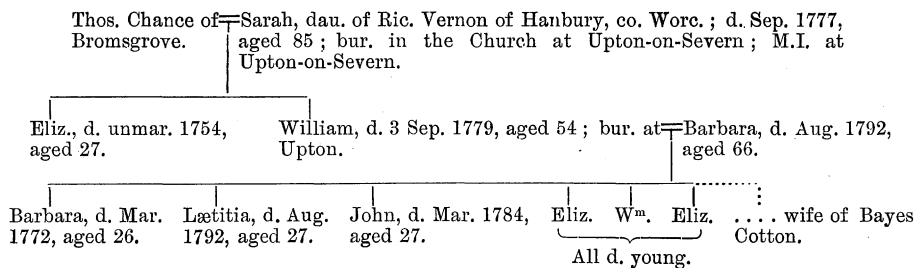 Thos. Chance of Sarah, dau. of Ric. Vernon of Hanbury, co. Worc. ; d. Sep. 1777,
Bromsgrove. aged 85 ; bur. in the Church at Upton-on-Severn ; M.I. at
Upton-on-Severn.
Eliz., d. unmar. 1754, William, d. 3 Sep. 1779, aged 54 ; bur. at Barbara, d. Aug. 1792,
aged 27. Upton. aged 66.
Barbara, d. Mar. Lætitia, d. Aug. John, d. Mar. 1784, Eliz. Wm. Eliz. .... wife of Bayes
1772, aged 26. 1792, aged 27. aged 27. Cotton.
All d. young.